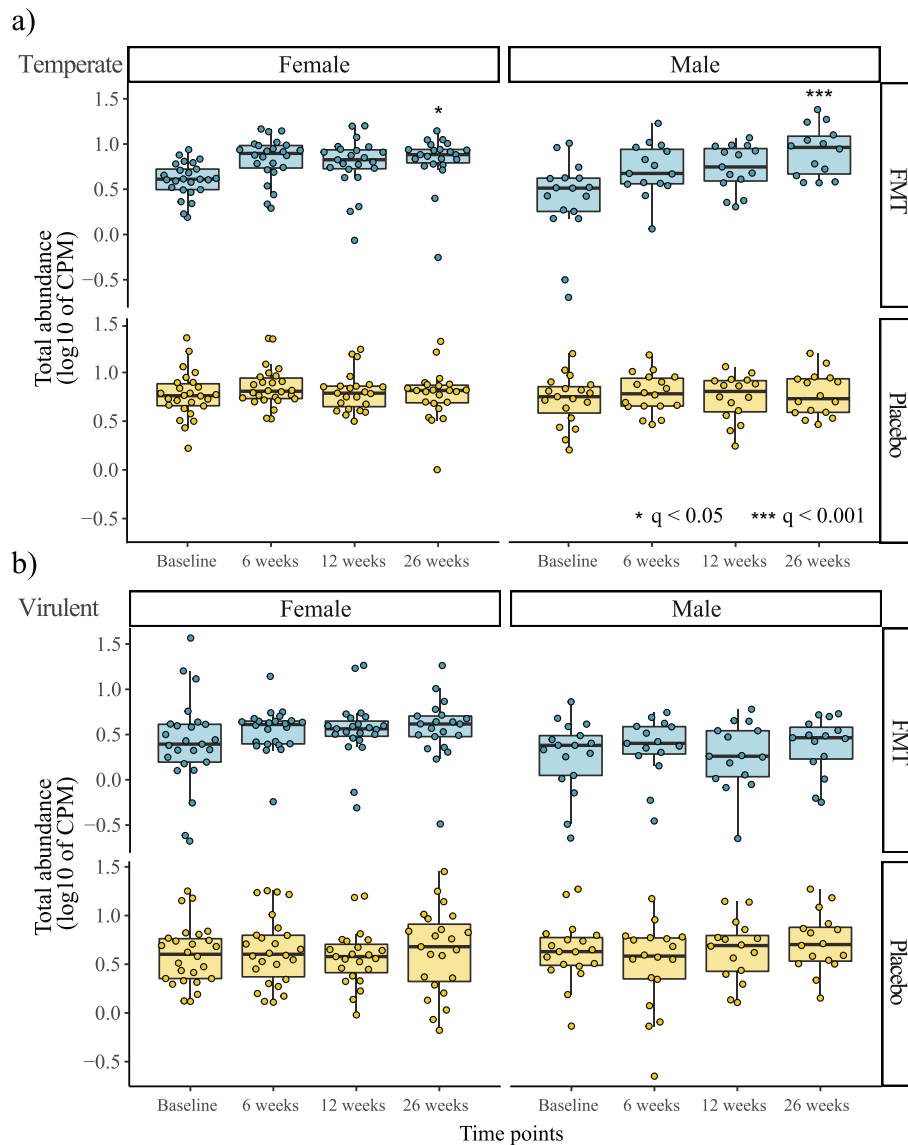 a)
Temperate
Female
Male
Total abundance
(log10 of CPM)
1.5
1.0
0.5
0.0
−0.5
*
***
FMT
1.5
1.0
0.5
0.0
−0.5
Placebo
* q < 0.05
*** q < 0.001
Baseline
6 weeks
12 weeks
26 weeks
Baseline
6 weeks
12 weeks
26 weeks
b)
Virulent
Female
Male
Total abundance
(log10 of CPM)
1.5
1.0
0.5
0.0
−0.5
FMT
1.5
1.0
0.5
0.0
−0.5
Placebo
Baseline
6 weeks
12 weeks
26 weeks
Baseline
6 weeks
12 weeks
26 weeks
Time points